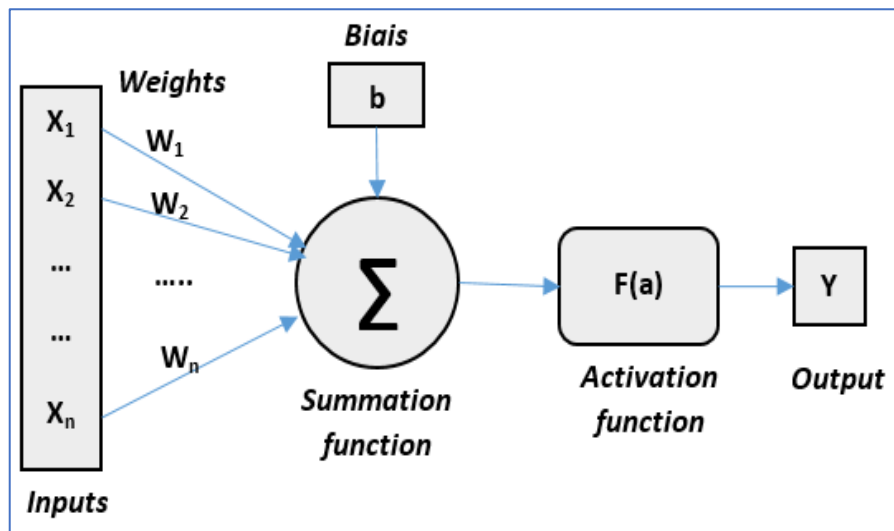 Biais
b
Weights
X₁
W₁
X₂
W₂
...
.....
...
Wₙ
Xₙ
Inputs
∑
Summation
function
F(a)
Activation
function
Y
Output